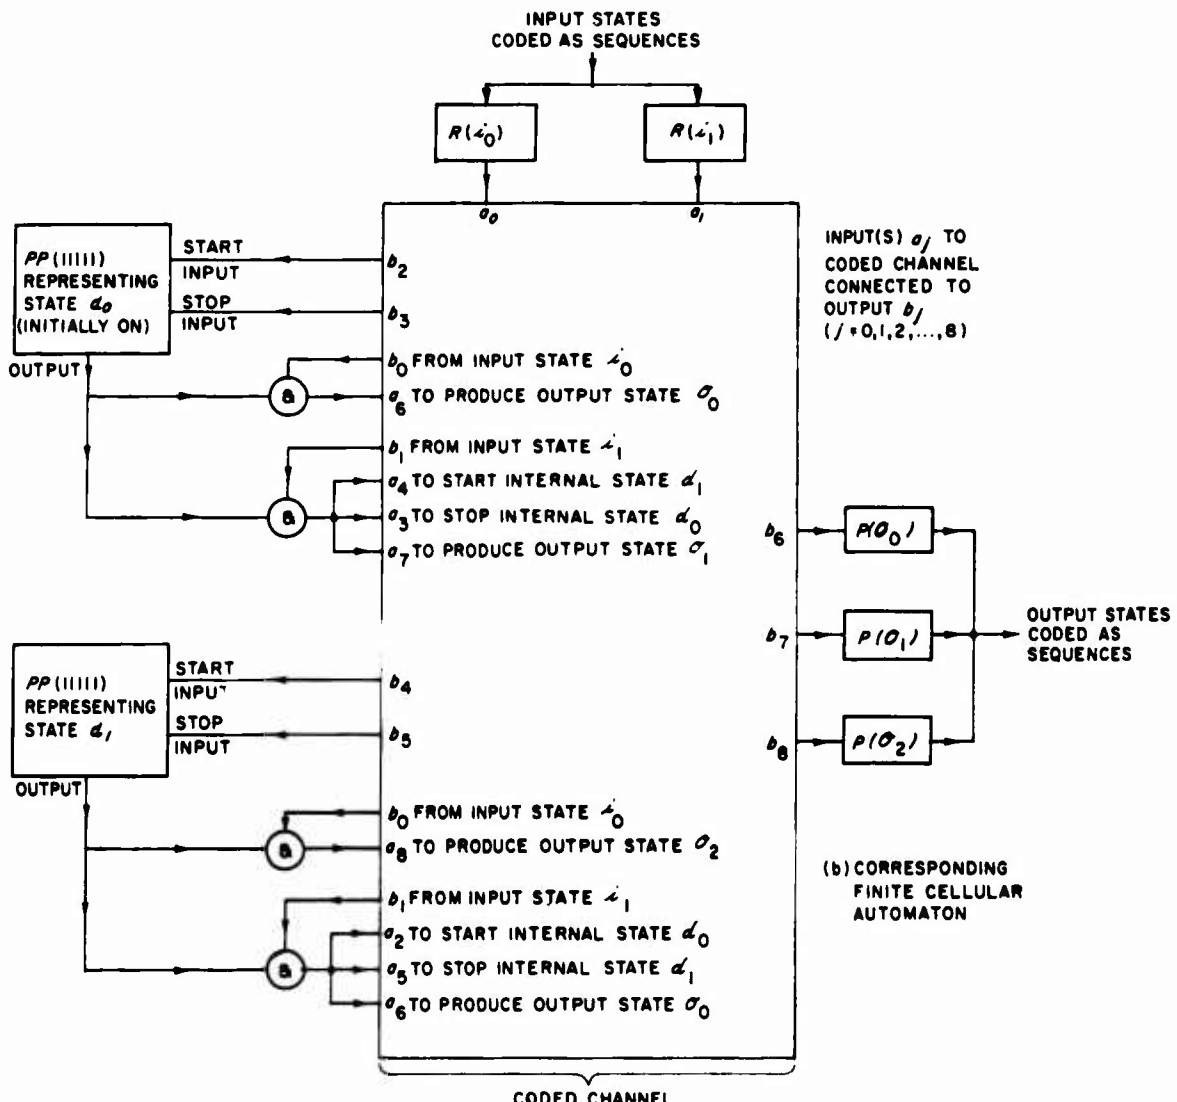 INPUT STATES
CODED AS SEQUENCES
R(i₀)
R(i₁)
a₀
a₁
PP(11111)
REPRESENTING
STATE d₀
(INITIALLY ON)
START
INPUT
STOP
INPUT
OUTPUT
b₂
b₃
b₀ FROM INPUT STATE i₀
&
a₆ TO PRODUCE OUTPUT STATE σ₀
b₁ FROM INPUT STATE i₁
a₄ TO START INTERNAL STATE d₁
&
a₃ TO STOP INTERNAL STATE d₀
a₇ TO PRODUCE OUTPUT STATE σ₁
INPUT(S) aⱼ TO
CODED CHANNEL
CONNECTED TO
OUTPUT bⱼ
(j=0,1,2,...,8)
b₆
P(σ₀)
b₇
P(σ₁)
b₈
P(σ₂)
OUTPUT STATES
CODED AS
SEQUENCES
PP(11111)
REPRESENTING
STATE d₁
START
INPUT
STOP
INPUT
OUTPUT
b₄
b₅
b₀ FROM INPUT STATE i₀
&
a₈ TO PRODUCE OUTPUT STATE σ₂
b₁ FROM INPUT STATE i₁
a₂ TO START INTERNAL STATE d₀
&
a₅ TO STOP INTERNAL STATE d₁
a₆ TO PRODUCE OUTPUT STATE σ₀
(b) CORRESPONDING
FINITE CELLULAR
AUTOMATON
CODED CHANNEL